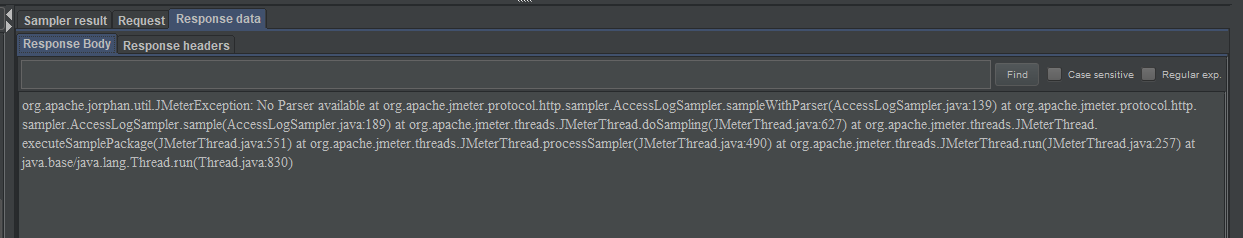 Sampler result Request Response data
Response Body Response headers
Find Case sensitive Regular exp.
org.apache.jorphan.util.JMeterException: No Parser available at org.apache.jmeter.protocol.http.sampler.AccessLogSampler.sampleWithParser(AccessLogSampler.java:139) at org.apache.jmeter.protocol.http.
sampler.AccessLogSampler.sample(AccessLogSampler.java:189) at org.apache.jmeter.threads.JMeterThread.doSampling(JMeterThread.java:627) at org.apache.jmeter.threads.JMeterThread.
executeSamplePackage(JMeterThread.java:551) at org.apache.jmeter.threads.JMeterThread.processSampler(JMeterThread.java:490) at org.apache.jmeter.threads.JMeterThread.run(JMeterThread.java:257) at
java.base/java.lang.Thread.run(Thread.java:830)